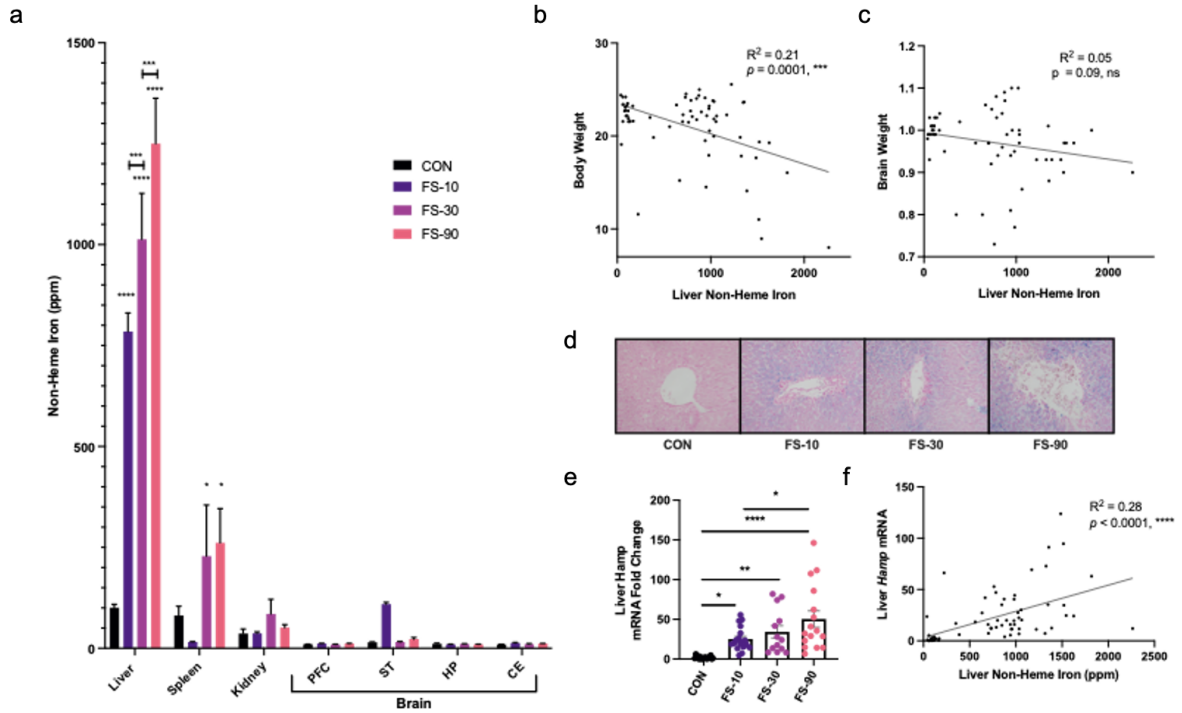 a
1500
1000
500
0
Non-Heme Iron (ppm)
***
****
***
****
****
*
*
CON
FS-10
FS-30
FS-90
Liver
Spleen
Kidney
PFC
ST
HP
CE
Brain
b
30
20
10
0
1000
2000
Body Weight
Liver Non-Heme Iron
R² = 0.21
p = 0.0001, ***
c
1.2
1.1
1.0
0.9
0.8
0.7
0
1000
2000
Brain Weight
Liver Non-Heme Iron
R² = 0.05
p = 0.09, ns
d
CON
FS-10
FS-30
FS-90
e
200
150
100
50
0
Liver Hamp
mRNA Fold Change
*
****
**
*
CON
FS-10
FS-30
FS-90
f
150
100
50
0
Liver Hamp mRNA
R² = 0.28
p < 0.0001, ****
0
500
1000
1500
2000
2500
Liver Non-Heme Iron (ppm)